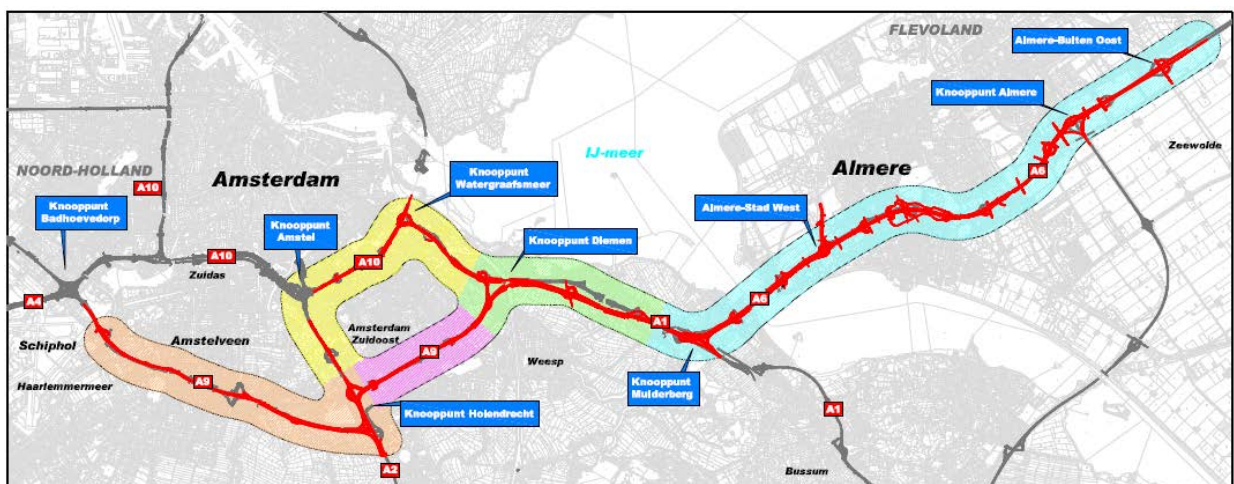 FLEVOLAND
Almere-Buiten Oost
Knooppunt Almere
Zeewolde
IJ-meer
Almere
A6
NOORD-HOLLAND
A10
Amsterdam
Knooppunt
Watergraafsmeer
Knooppunt
Badhoevedorp
Knooppunt
Amstel
Almere-Stad West
Knooppunt Diemen
A10
Zuidas
A10
A4
A6
A1
Schiphol
Amstelveen
Amsterdam
Zuidoost
A9
Weesp
Haarlemmermeer
A9
Knooppunt
Muiderberg
Knooppunt Holendrecht
A1
A2
Bussum